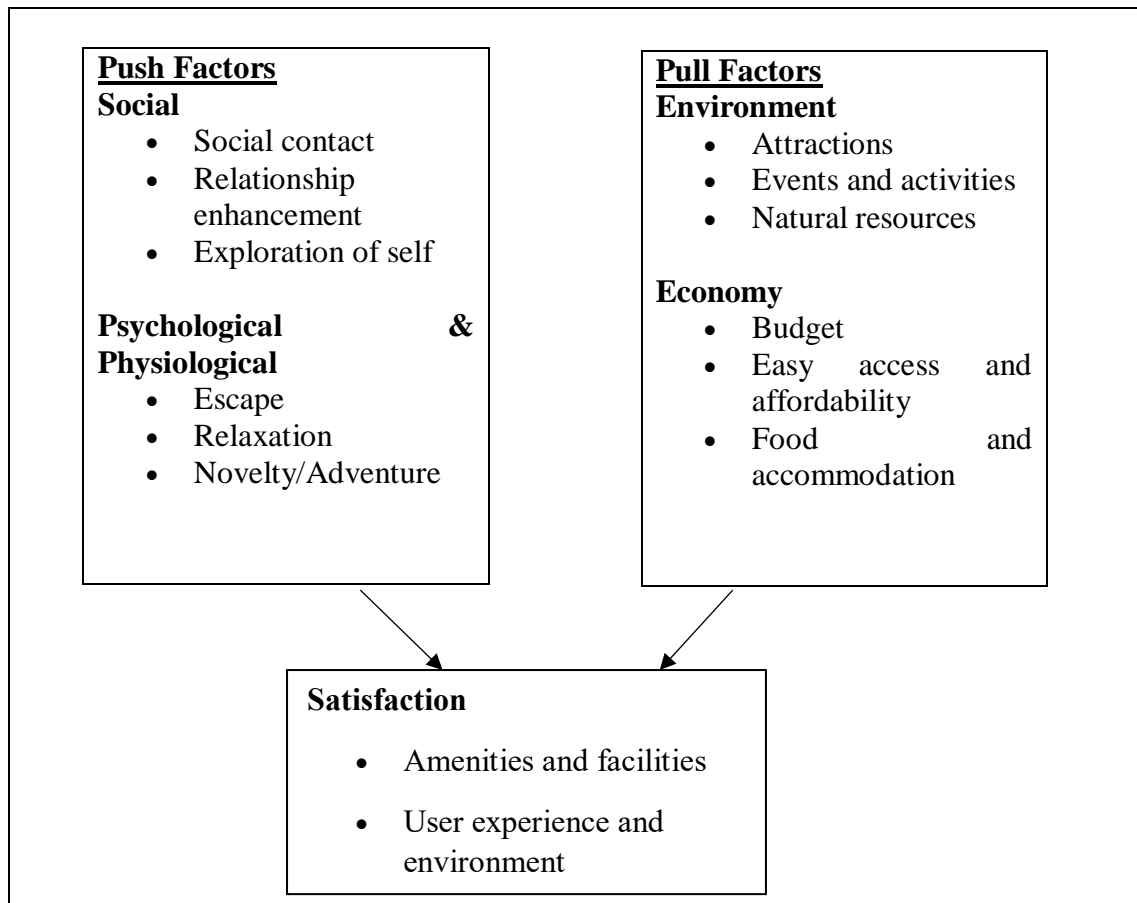 Push Factors
Social
• Social contact
• Relationship
enhancement
• Exploration of self
Psychological &
Physiological
• Escape
• Relaxation
• Novelty/Adventure
Pull Factors
Environment
• Attractions
• Events and activities
• Natural resources
Economy
• Budget
• Easy access and
affordability
• Food and
accommodation
Satisfaction
• Amenities and facilities
• User experience and
environment